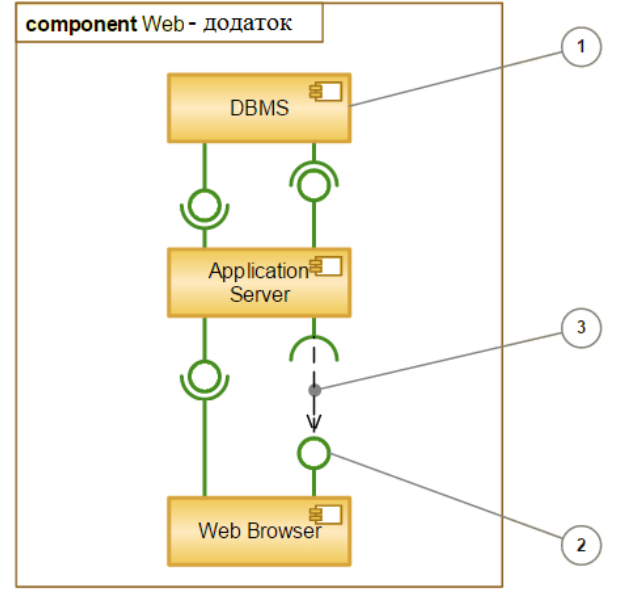 component Web - додаток
1
DBMS
Application
Server
3
Web Browser
2